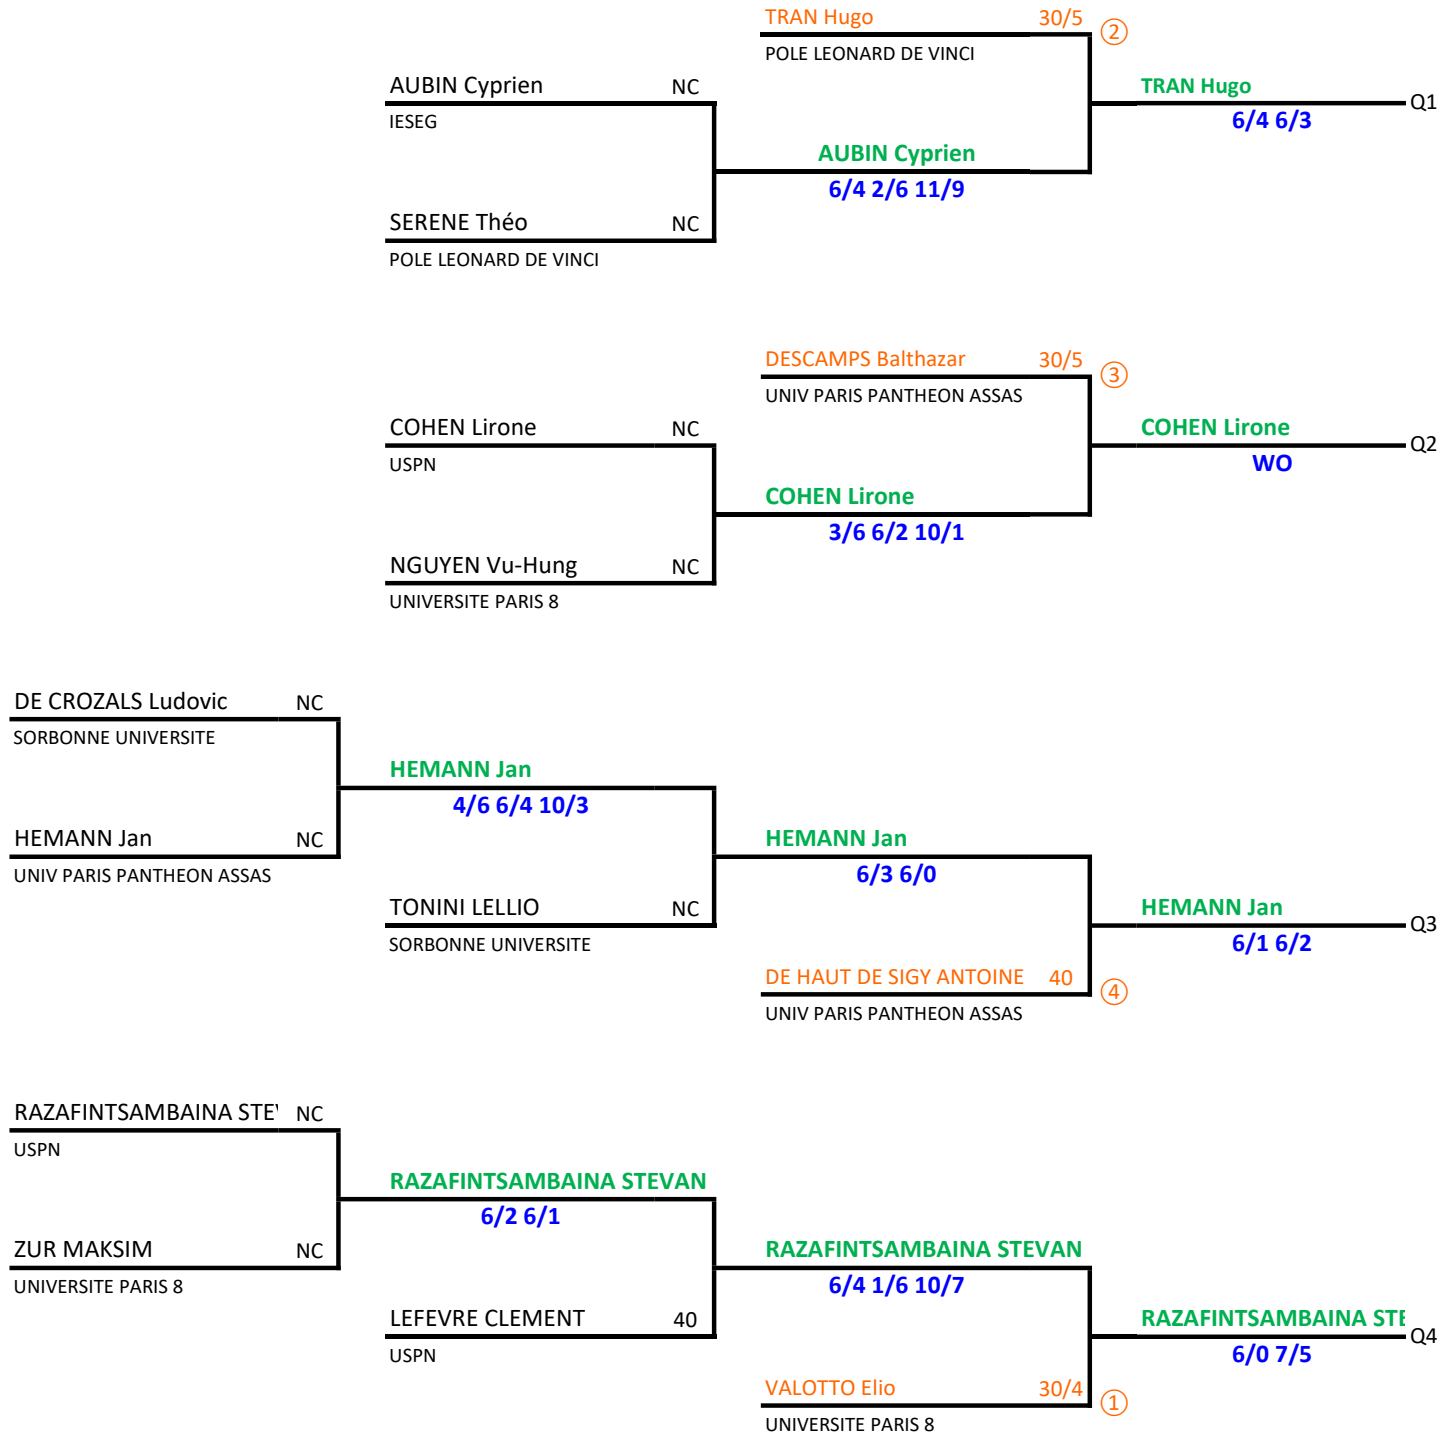 TRAN Hugo 30/5 ②
POLE LEONARD DE VINCI
AUBIN Cyprien NC
IESEG
TRAN Hugo Q1
6/4 6/3
AUBIN Cyprien
6/4 2/6 11/9
SERENE Théo NC
POLE LEONARD DE VINCI
DESCAMPS Balthazar 30/5 ③
UNIV PARIS PANTHEON ASSAS
COHEN Lirone NC
USPN
COHEN Lirone Q2
WO
COHEN Lirone
3/6 6/2 10/1
NGUYEN Vu-Hung NC
UNIVERSITE PARIS 8
DE CROZALS Ludovic NC
SORBONNE UNIVERSITE
HEMANN Jan
4/6 6/4 10/3
HEMANN Jan NC
UNIV PARIS PANTHEON ASSAS
HEMANN Jan
6/3 6/0
TONINI LELLIO NC
SORBONNE UNIVERSITE
HEMANN Jan Q3
6/1 6/2
DE HAUT DE SIGY ANTOINE 40 ④
UNIV PARIS PANTHEON ASSAS
RAZAFINTSAMBAINA STE NC
USPN
RAZAFINTSAMBAINA STEVAN
6/2 6/1
ZUR MAKSIM NC
UNIVERSITE PARIS 8
RAZAFINTSAMBAINA STEVAN
6/4 1/6 10/7
LEFEVRE CLEMENT 40
USPN
RAZAFINTSAMBAINA STE Q4
6/0 7/5
VALOTTO Elio 30/4 ①
UNIVERSITE PARIS 8